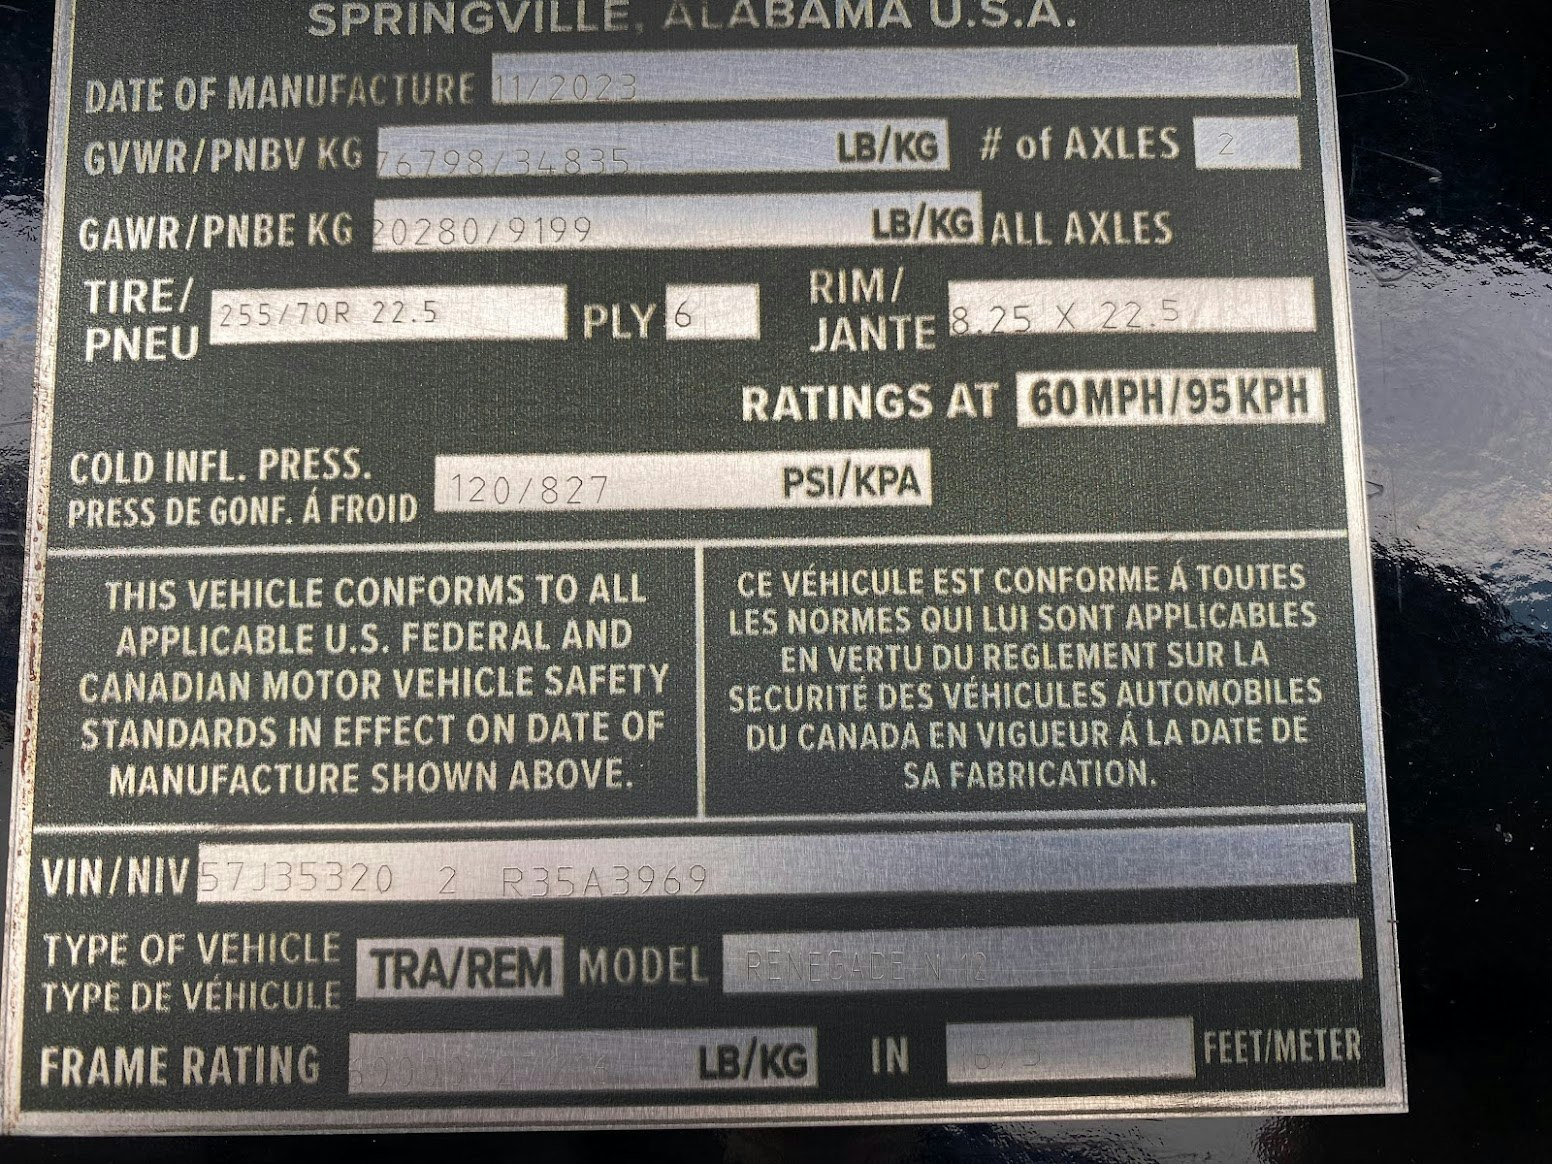 SPRINGVILLE, ALABAMA U.S.A.
DATE OF MANUFACTURE 11/2023
GVWR/PNBV KG 76798/34835 LB/KG # of AXLES 2
GAWR/PNBE KG 20280/9199 LB/KG ALL AXLES
TIRE/
PNEU 255/70R 22.5 PLY 6 RIM/
JANTE 8.25 X 22.5
RATINGS AT 60MPH/95KPH
COLD INFL. PRESS.
PRESS DE GONF. Á FROID 120/827 PSI/KPA
THIS VEHICLE CONFORMS TO ALL
APPLICABLE U.S. FEDERAL AND
CANADIAN MOTOR VEHICLE SAFETY
STANDARDS IN EFFECT ON DATE OF
MANUFACTURE SHOWN ABOVE.
CE VÉHICULE EST CONFORME Á TOUTES
LES NORMES QUI LUI SONT APPLICABLES
EN VERTU DU REGLEMENT SUR LA
SECURITÉ DES VÉHICULES AUTOMOBILES
DU CANADA EN VIGUEUR Á LA DATE DE
SA FABRICATION.
VIN/NIV 57J35320 2 R35A3969
TYPE OF VEHICLE
TYPE DE VÉHICULE TRA/REM MODEL RENEGADE N 12
FRAME RATING LB/KG IN FEET/METER